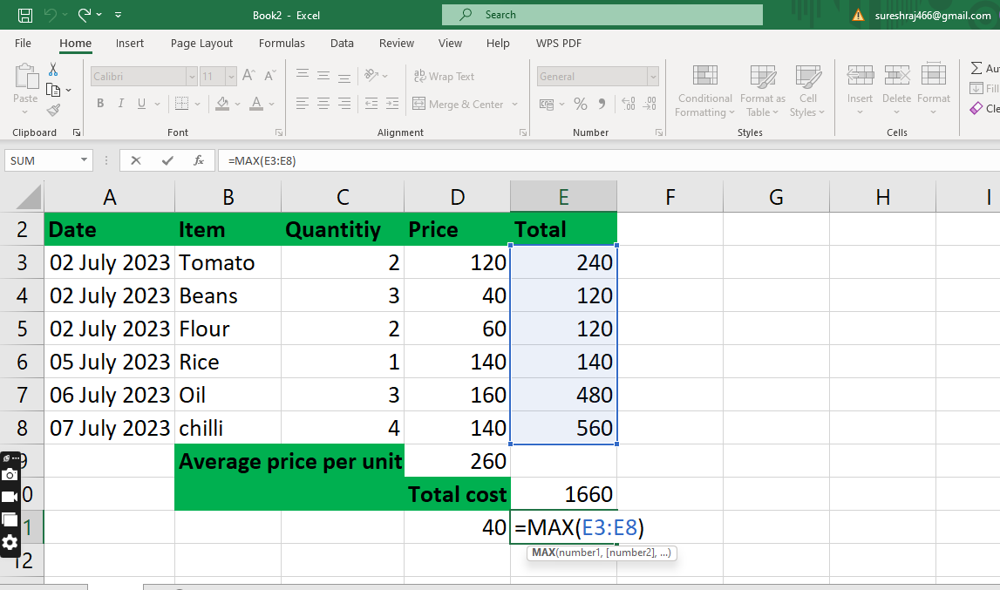 Book2 - Excel
Search
sureshraj466@gmail.com
File Home Insert Page Layout Formulas Data Review View Help WPS PDF
Paste
Clipboard
Calibri 11
B I U
Font
Wrap Text
Merge & Center
Alignment
General
Number
Conditional Formatting
Format as Table
Cell Styles
Styles
Insert Delete Format
Cells
Au
Fill
Cle
SUM fx =MAX(E3:E8)
A B C D E F G H I
2 Date Item Quantitiy Price Total
3 02 July 2023 Tomato 2 120 240
4 02 July 2023 Beans 3 40 120
5 02 July 2023 Flour 2 60 120
6 05 July 2023 Rice 1 140 140
7 06 July 2023 Oil 3 160 480
8 07 July 2023 chilli 4 140 560
9 Average price per unit 260
0 Total cost 1660
1 40 =MAX(E3:E8)
MAX(number1, [number2], ...)
12